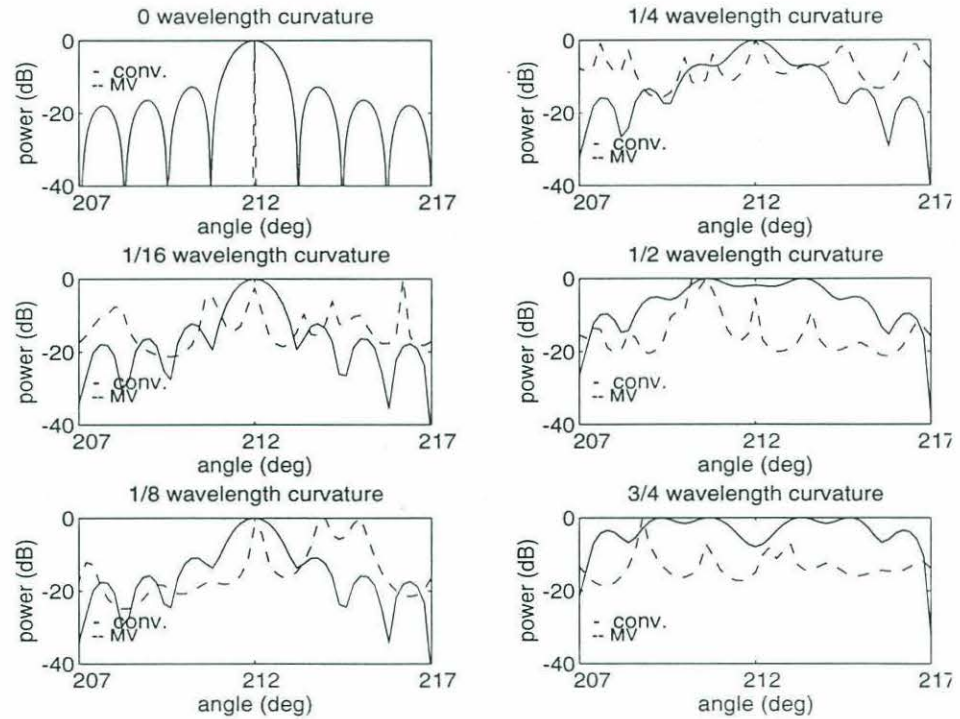 0 wavelength curvature
power (dB)
0
-20
-40
- conv.
-- MV
207
212
217
angle (deg)
1/4 wavelength curvature
power (dB)
0
-20
-40
- conv.
-- MV
207
212
217
angle (deg)
1/16 wavelength curvature
power (dB)
0
-20
-40
- conv.
-- MV
207
212
217
angle (deg)
1/2 wavelength curvature
power (dB)
0
-20
-40
- conv.
-- MV
207
212
217
angle (deg)
1/8 wavelength curvature
power (dB)
0
-20
-40
- conv.
-- MV
207
212
217
angle (deg)
3/4 wavelength curvature
power (dB)
0
-20
-40
- conv.
-- MV
207
212
217
angle (deg)